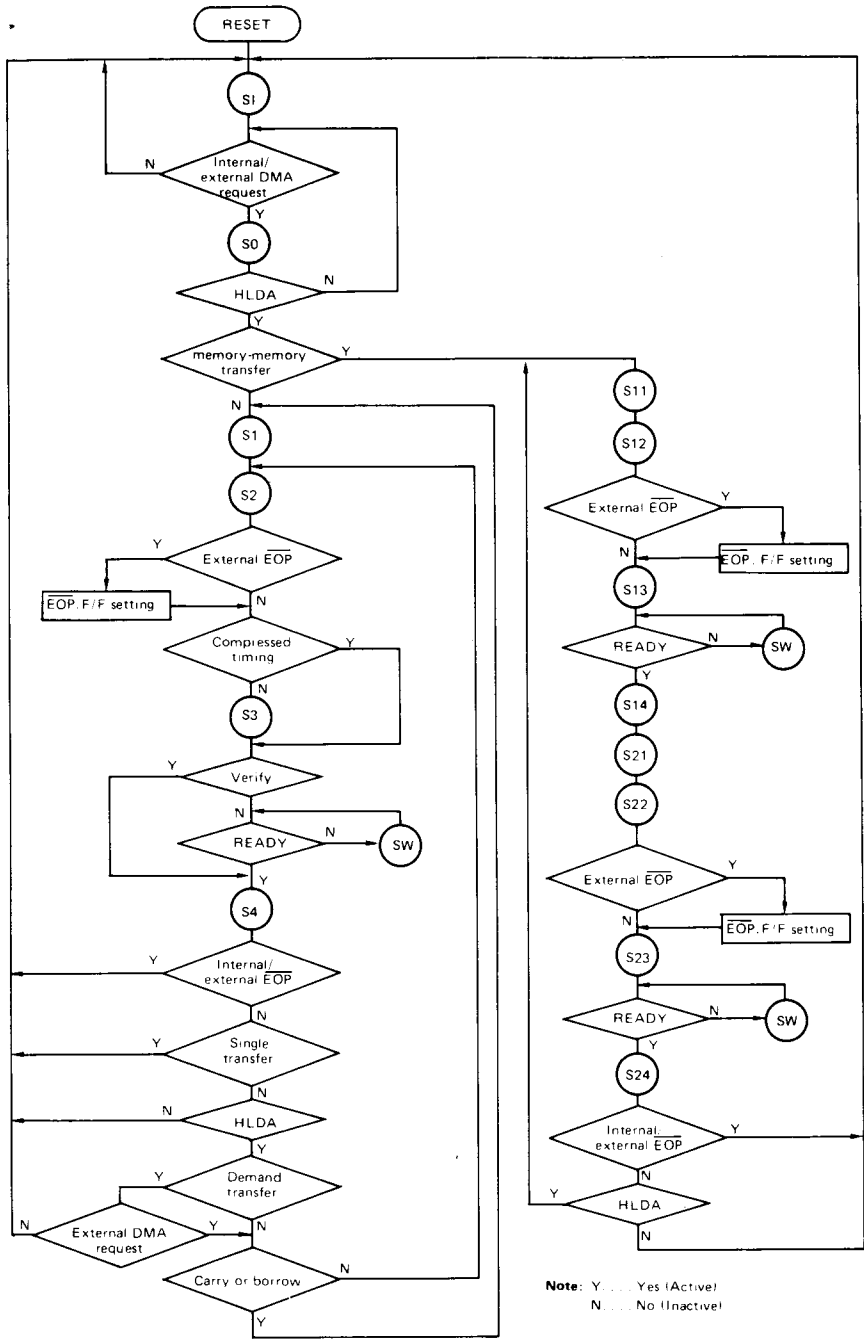 RESET
SI
Internal/
external DMA
request
N
Y
S0
HLDA
N
Y
memory-memory
transfer
Y
N
S1
S2
External EOP
Y
N
EOP. F/F setting
Compressed
timing
Y
N
S3
Verify
Y
N
READY
N
SW
Y
S4
Internal/
external EOP
Y
N
Single
transfer
Y
N
HLDA
N
Y
Demand
transfer
Y
N
External DMA
request
N
Y
Carry or borrow
N
Y
S11
S12
External EOP
Y
N
EOP. F/F setting
S13
READY
N
SW
Y
S14
S21
S22
External EOP
Y
N
EOP. F/F setting
S23
READY
N
SW
Y
S24
Internal/
external EOP
Y
N
HLDA
Y
N
Note: Y.... Yes (Active)
N.... No (Inactive)